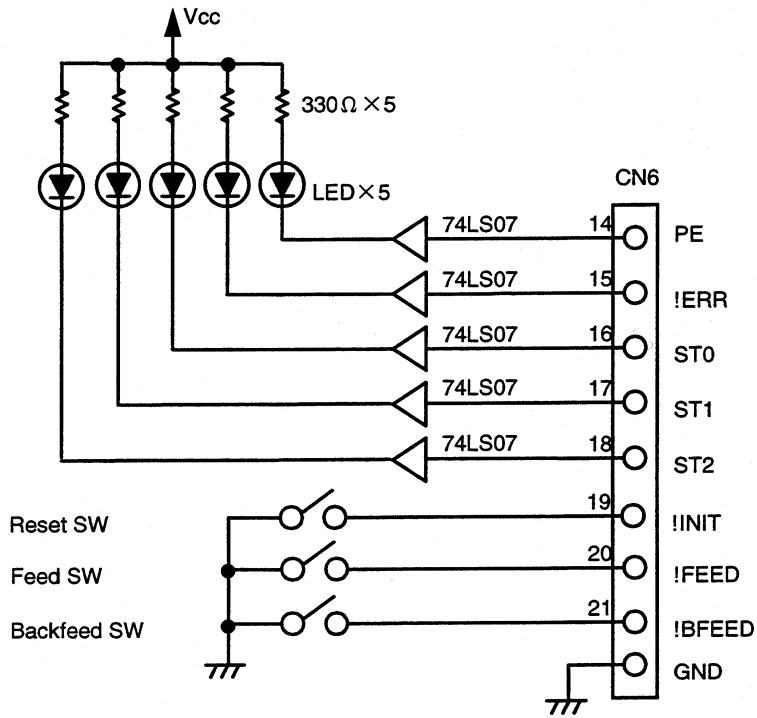 Vcc
330Ω×5
LED×5
CN6
74LS07 14 PE
74LS07 15 !ERR
74LS07 16 ST0
74LS07 17 ST1
74LS07 18 ST2
Reset SW 19 !INIT
Feed SW 20 !FEED
Backfeed SW 21 !BFEED
GND